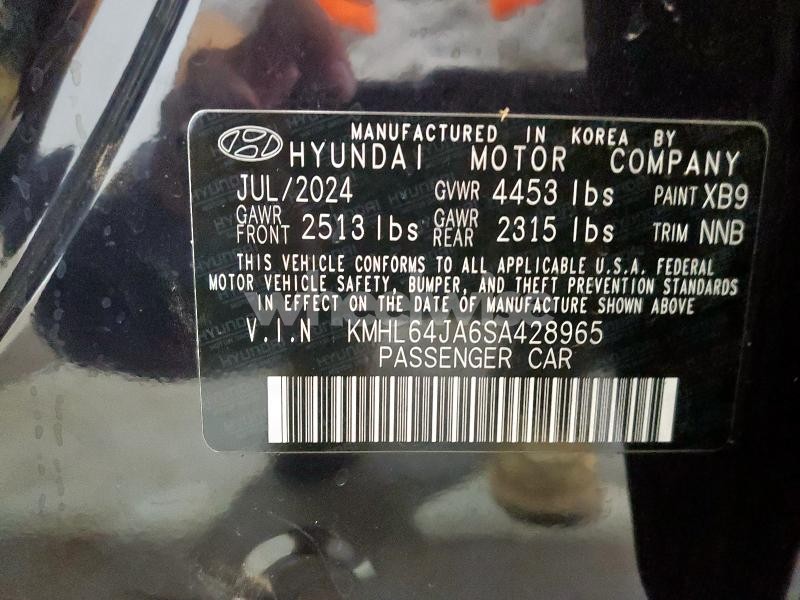 MANUFACTURED IN KOREA BY
HYUNDAI MOTOR COMPANY
JUL/2024 GVWR 4453 lbs PAINT XB9
GAWR FRONT 2513 lbs GAWR REAR 2315 lbs TRIM NNB
THIS VEHICLE CONFORMS TO ALL APPLICABLE U.S.A. FEDERAL
MOTOR VEHICLE SAFETY, BUMPER, AND THEFT PREVENTION STANDARDS
IN EFFECT ON THE DATE OF MANUFACTURE SHOWN ABOVE
V.I.N KMHL64JA6SA428965
PASSENGER CAR